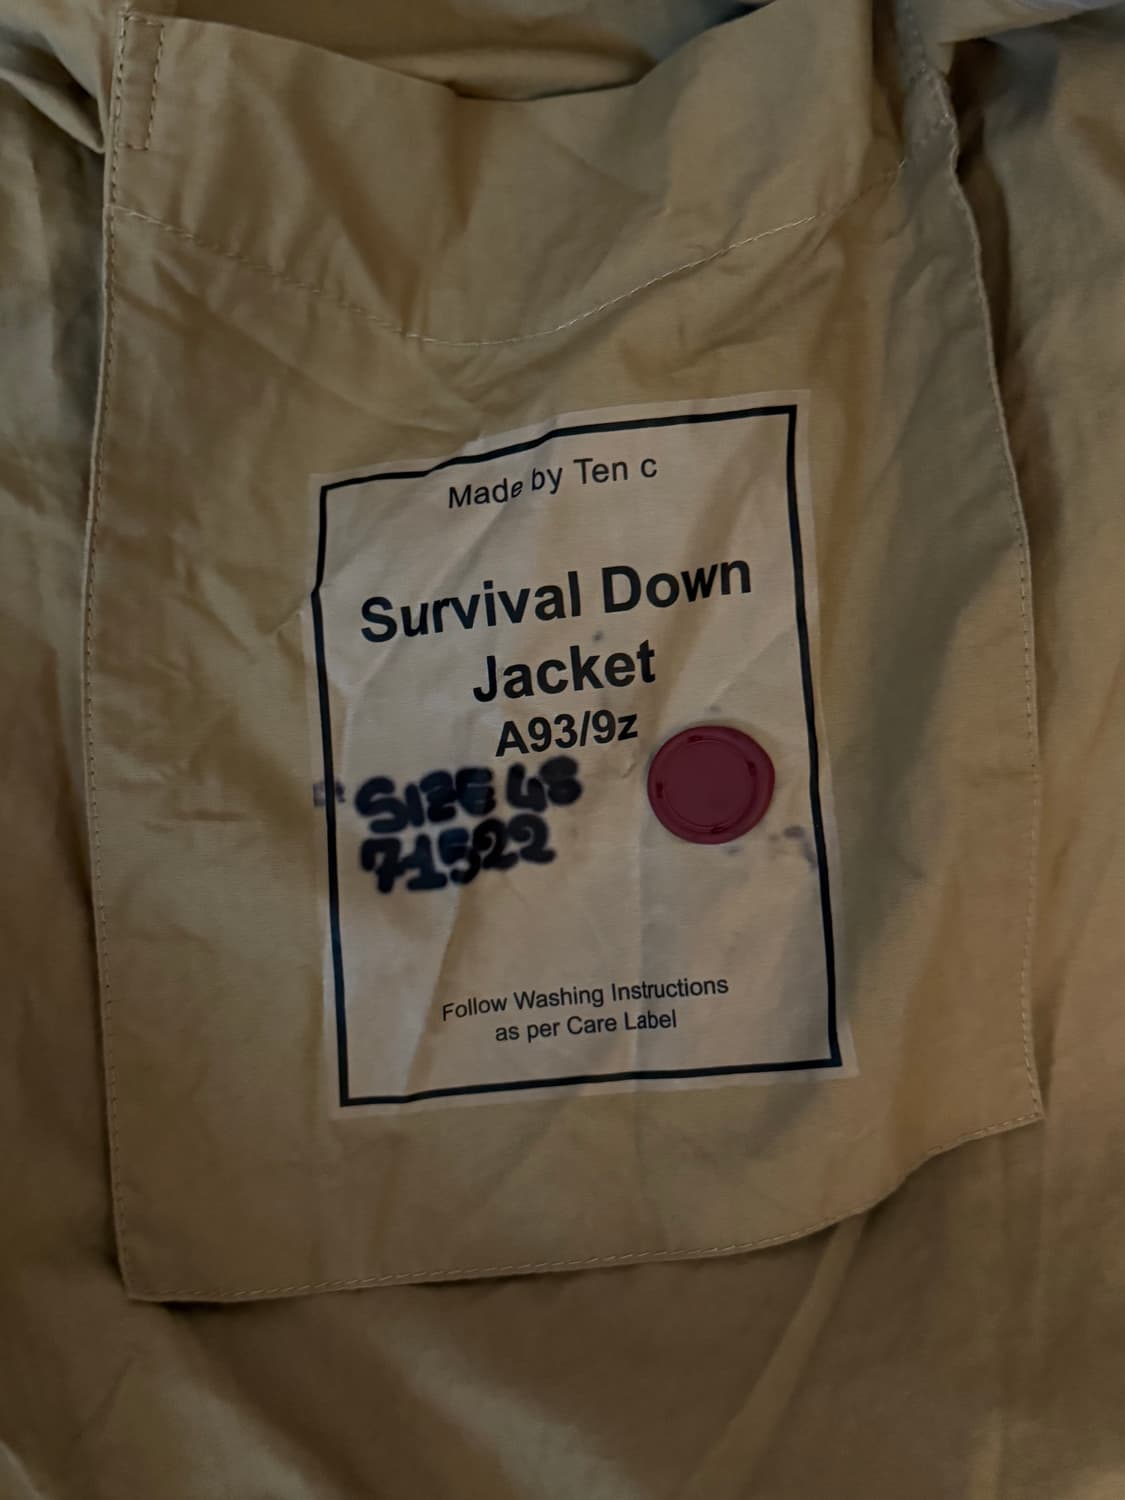 Made by Ten c
Survival Down
Jacket
A93/9z
SIZE 48
71522
Follow Washing Instructions
as per Care Label